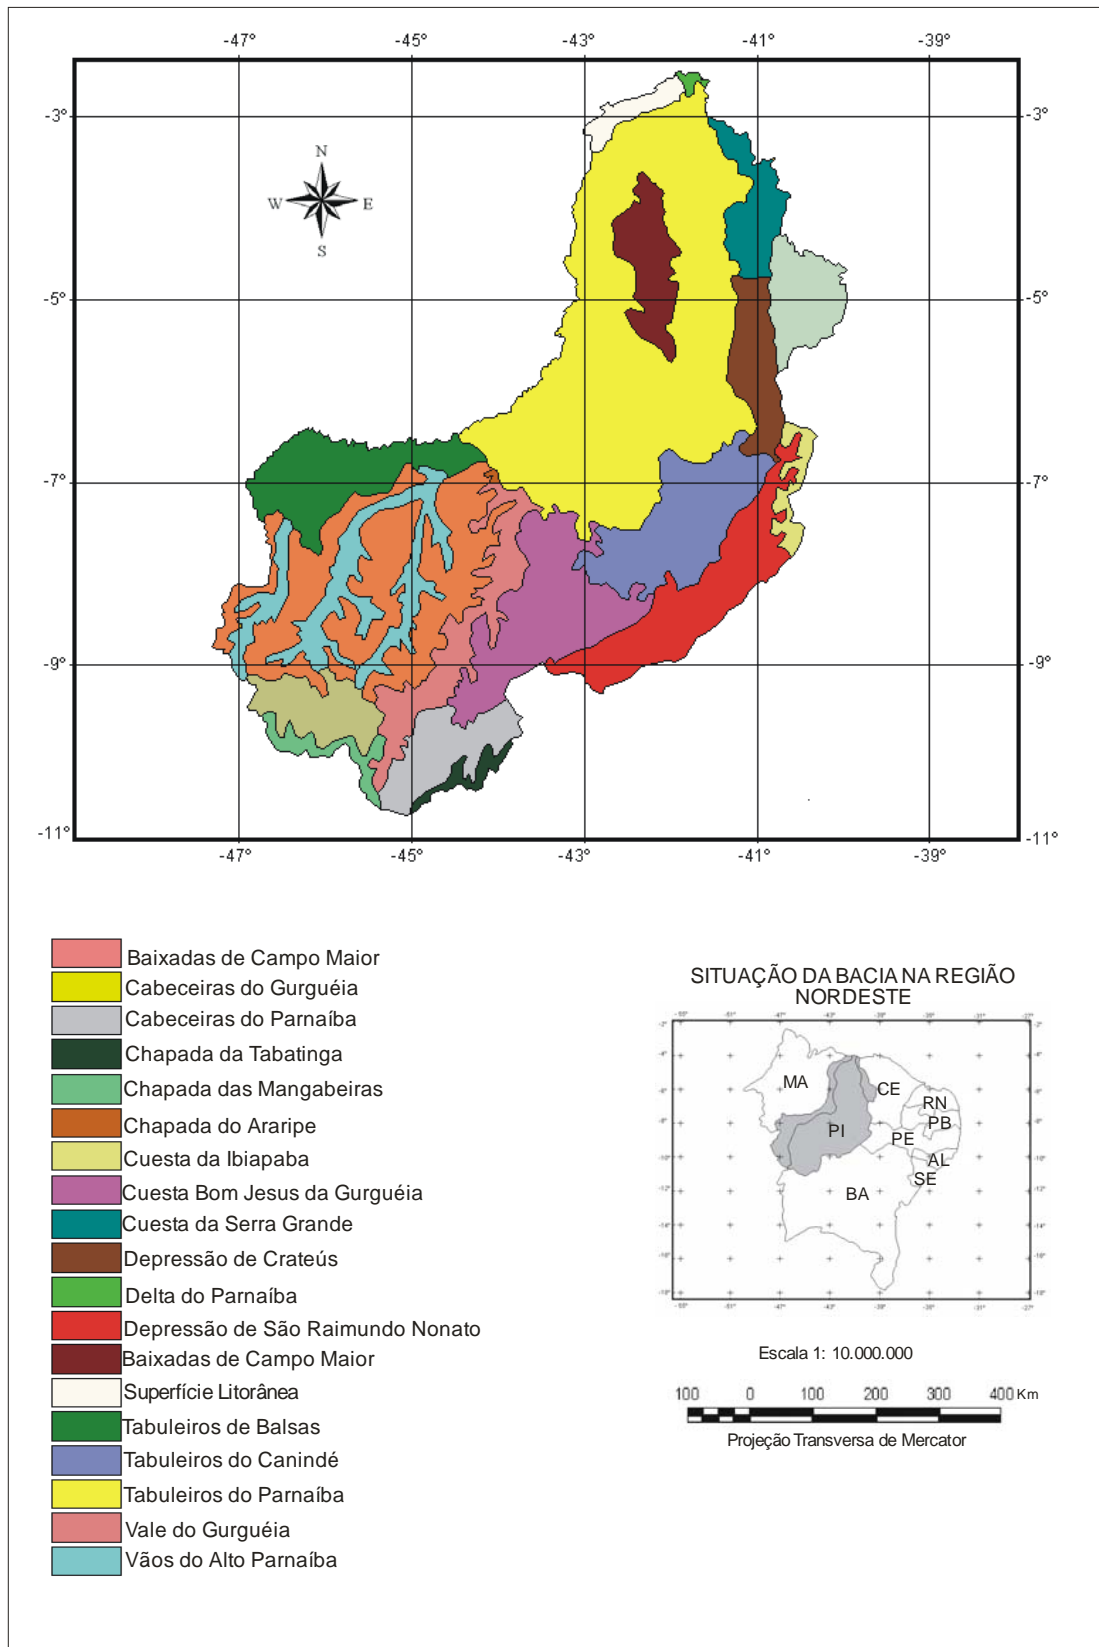 -47° -45° -43° -41° -39°
-3° -3°
N
W E
S
-5° -5°
-7° -7°
-9° -9°
-11° -11°
-47° -45° -43° -41° -39°
Baixadas de Campo Maior
Cabeceiras do Gurguéia
Cabeceiras do Parnaíba
Chapada da Tabatinga
Chapada das Mangabeiras
Chapada do Araripe
Cuesta da Ibiapaba
Cuesta Bom Jesus da Gurguéia
Cuesta da Serra Grande
Depressão de Crateús
Delta do Parnaíba
Depressão de São Raimundo Nonato
Baixadas de Campo Maior
Superfície Litorânea
Tabuleiros de Balsas
Tabuleiros do Canindé
Tabuleiros do Parnaíba
Vale do Gurguéia
Vãos do Alto Parnaíba
SITUAÇÃO DA BACIA NA REGIÃO
NORDESTE
MA
CE
RN
PB
PI
PE
AL
SE
BA
Escala 1: 10.000.000
100 0 100 200 300 400 Km
Projeção Transversa de Mercator